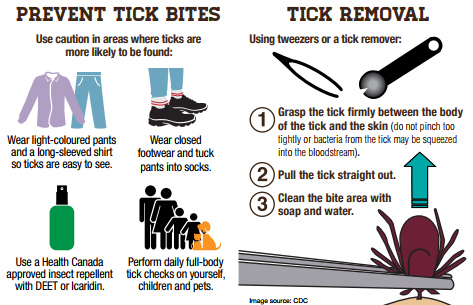 PREVENT TICK BITES
Use caution in areas where ticks are
more likely to be found:
Wear light-coloured pants
and a long-sleeved shirt
so ticks are easy to see.
Wear closed
footwear and tuck
pants into socks.
Use a Health Canada
approved insect repellent
with DEET or Icaridin.
Perform daily full-body
tick checks on yourself,
children and pets.
TICK REMOVAL
Using tweezers or a tick remover:
1 Grasp the tick firmly between the body
of the tick and the skin (do not pinch too
tightly or bacteria from the tick may be squeezed
into the bloodstream).
2 Pull the tick straight out.
3 Clean the bite area with
soap and water.
Image source: CDC